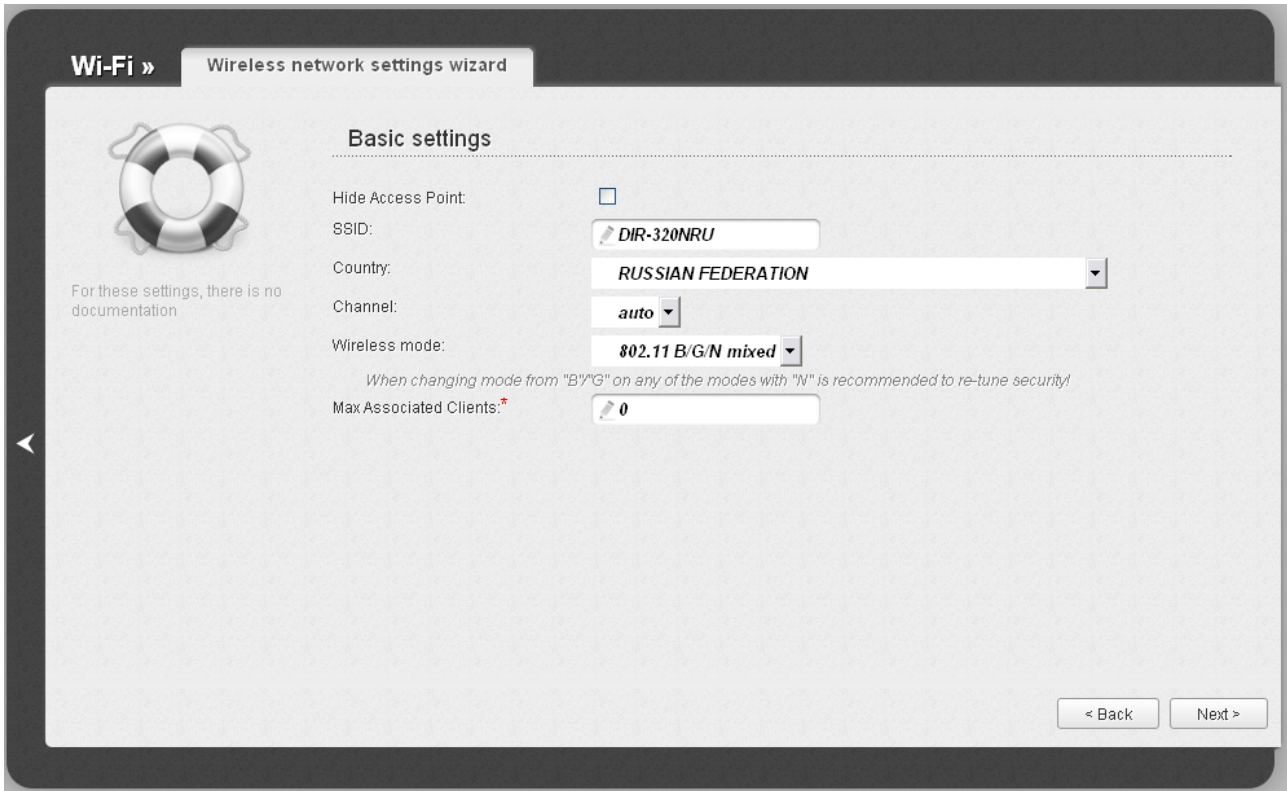 Wi-Fi »
Wireless network settings wizard
For these settings, there is no
documentation
Basic settings
Hide Access Point:
SSID:
DIR-320NRU
Country:
RUSSIAN FEDERATION
Channel:
auto
Wireless mode:
802.11 B/G/N mixed
When changing mode from "B"/"G" on any of the modes with "N" is recommended to re-tune security!
Max Associated Clients:*
0
< Back
Next >